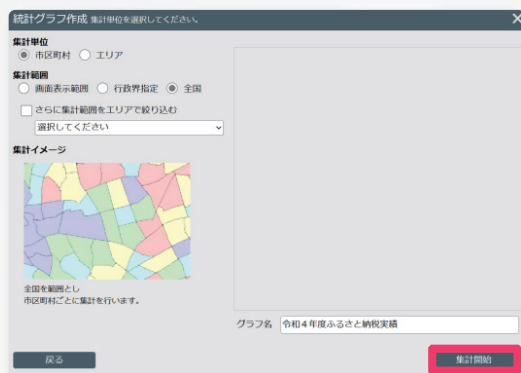 統計グラフ作成 集計単位を選択してください。
集計単位
市区町村 エリア
集計範囲
画面表示範囲 行政界指定 全国
さらに集計範囲をエリアで絞り込む
選択してください
集計イメージ
全国を範囲とし
市区町村ごとに集計を行います。
グラフ名 令和４年度ふるさと納税実績
戻る 集計開始